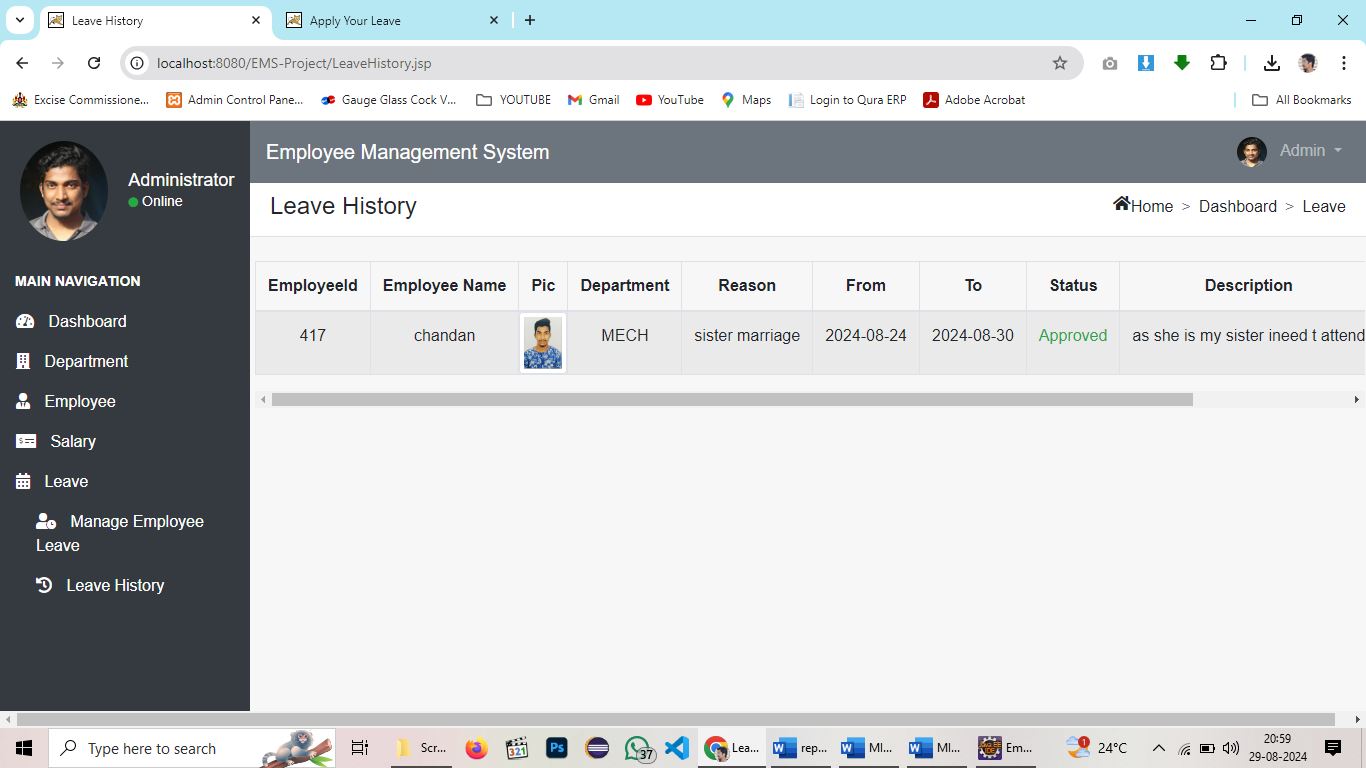 Leave History
Apply Your Leave
localhost:8080/EMS-Project/LeaveHistory.jsp
Excise Commissione... Admin Control Pane... Gauge Glass Cock V... YOUTUBE Gmail YouTube Maps Login to Qura ERP Adobe Acrobat All Bookmarks
Administrator
Online
Employee Management System
Admin
Leave History
Home > Dashboard > Leave
MAIN NAVIGATION
Dashboard
Department
Employee
Salary
Leave
Manage Employee
Leave
Leave History
EmployeeId Employee Name Pic Department Reason From To Status Description
417 chandan MECH sister marriage 2024-08-24 2024-08-30 Approved as she is my sister ineed t attend
Type here to search
Scr...
321
Ps
37
Lea...
rep...
MI...
MI...
Em...
1
24°C
20:59
29-08-2024